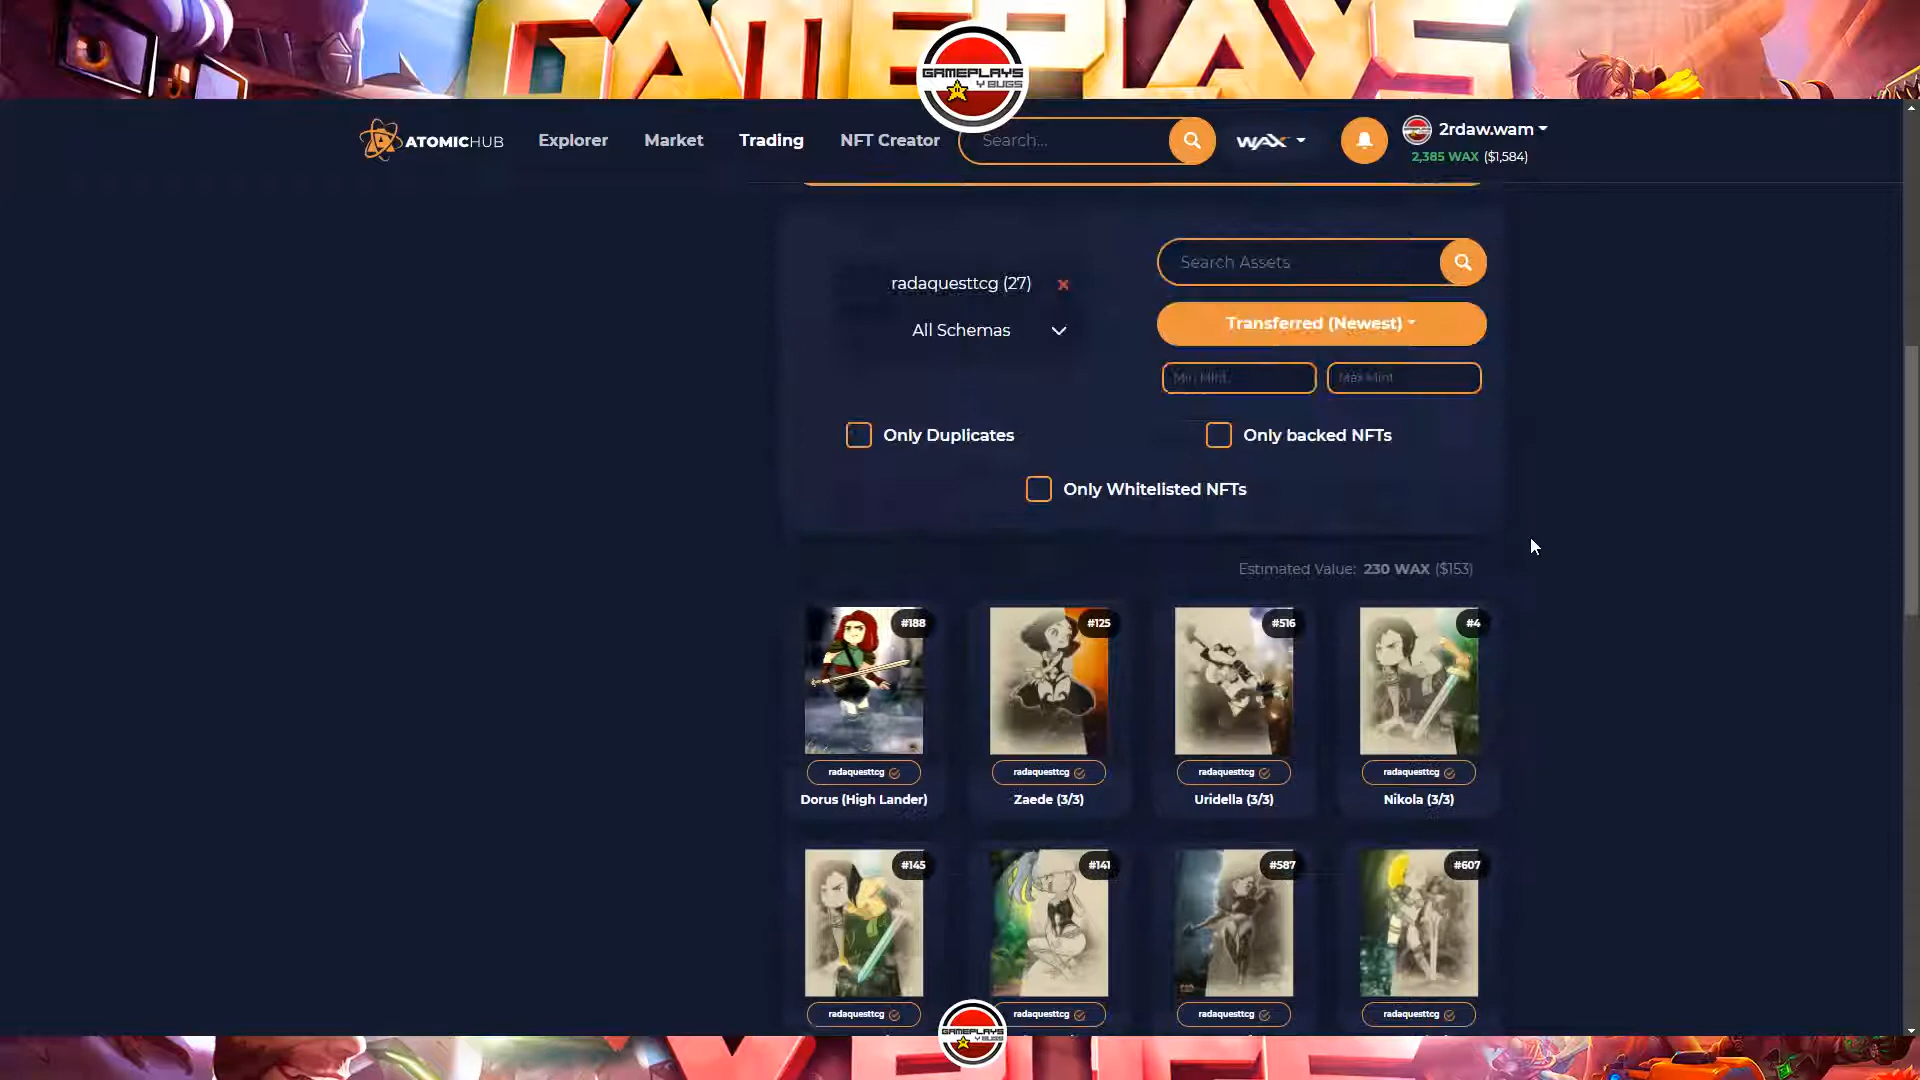 GAMEPLAYS
GAMEPLAYS
Y BUGS
ATOMICHUB
Explorer
Market
Trading
NFT Creator
Search...
WAX
2rdaw.wam
2,385 WAX ($1,584)
radaquesttcg (27)
Search Assets
All Schemas
Transferred (Newest)
Min Mint
Max Mint
Only Duplicates
Only backed NFTs
Only Whitelisted NFTs
Estimated Value: 230 WAX ($153)
#188
#125
#516
#4
radaquesttcg
radaquesttcg
radaquesttcg
radaquesttcg
Dorus (High Lander)
Zaede (3/3)
Uridella (3/3)
Nikola (3/3)
#145
#141
#587
#607
radaquesttcg
radaquesttcg
radaquesttcg
radaquesttcg
GAMEPLAYS
Y BUGS